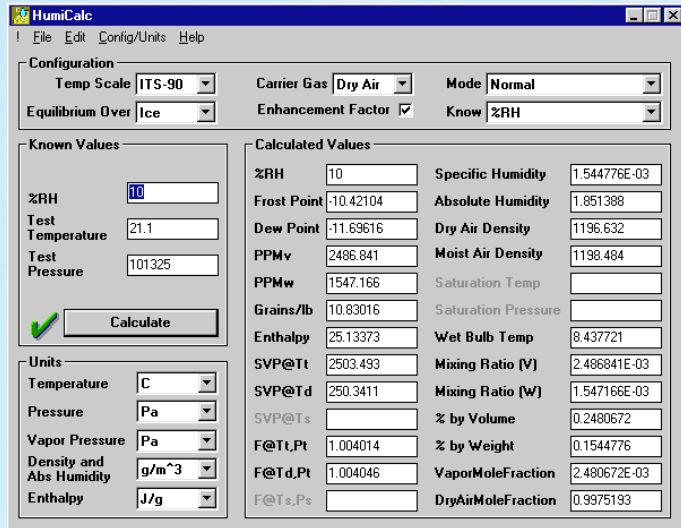 HumiCalc
! File Edit Config/Units Help
Configuration
Temp Scale ITS-90 Carrier Gas Dry Air Mode Normal
Equilibrium Over Ice Enhancement Factor Know %RH
Known Values
%RH 10
Test Temperature 21.1
Test Pressure 101325
Calculate
Units
Temperature C
Pressure Pa
Vapor Pressure Pa
Density and Abs Humidity g/m^3
Enthalpy J/g
Calculated Values
%RH 10 Specific Humidity 1.544776E-03
Frost Point -10.42104 Absolute Humidity 1.851388
Dew Point -11.69616 Dry Air Density 1196.632
PPMv 2486.841 Moist Air Density 1198.484
PPMw 1547.166 Saturation Temp
Grains/lb 10.83016 Saturation Pressure
Enthalpy 25.13373 Wet Bulb Temp 8.437721
SVP@Tt 2503.493 Mixing Ratio (V) 2.486841E-03
SVP@Td 250.3411 Mixing Ratio (W) 1.547166E-03
SVP@Ts % by Volume 0.2480672
F@Tt,Pt 1.004014 % by Weight 0.1544776
F@Td,Pt 1.004046 VaporMoleFraction 2.480672E-03
F@Ts,Ps DryAirMoleFraction 0.9975193